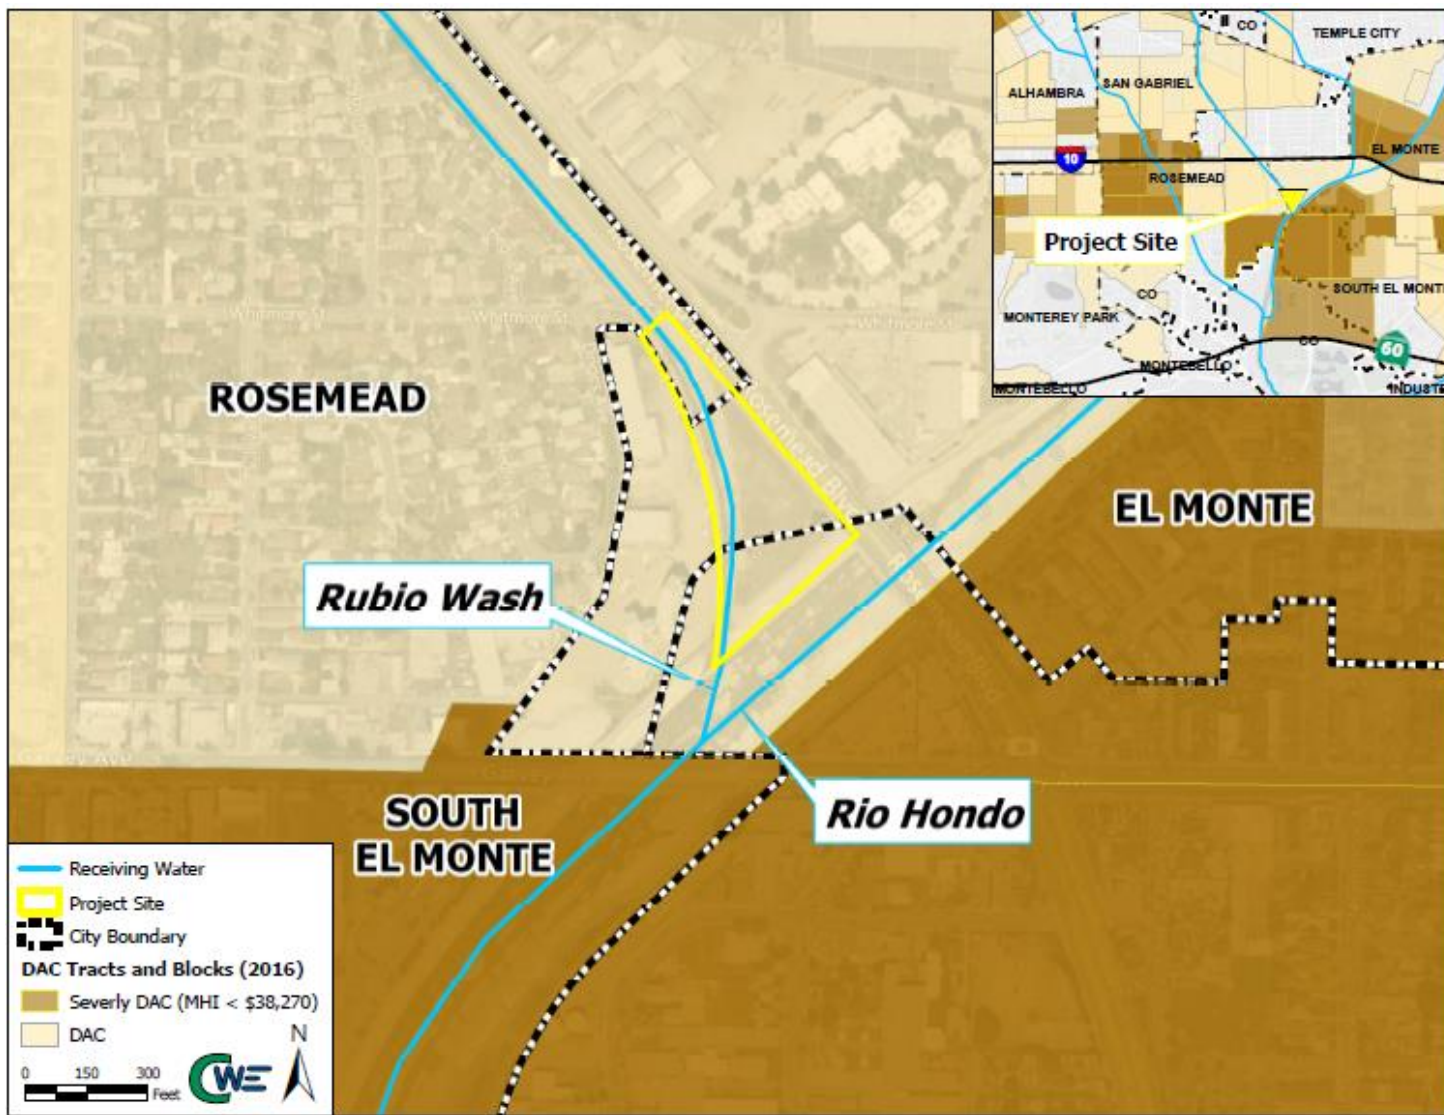 CO
TEMPLE CITY
SAN GABRIEL
ALHAMBRA
EL MONTE
10
ROSEMEAD
Project Site
SOUTH EL MONTE
CO
MONTEREY PARK
CO
60
MONTEBELLO
MONTEBELLO
INDUSTR
Whitmore St
Whitmore St
Whitmore St
ROSEMEAD
Rosemead Blvd
EL MONTE
Rubio Wash
Rio Hondo
SOUTH
EL MONTE
Receiving Water
Project Site
City Boundary
DAC Tracts and Blocks (2016)
Severly DAC (MHI < $38,270)
DAC
N
0 150 300
Feet
CWE